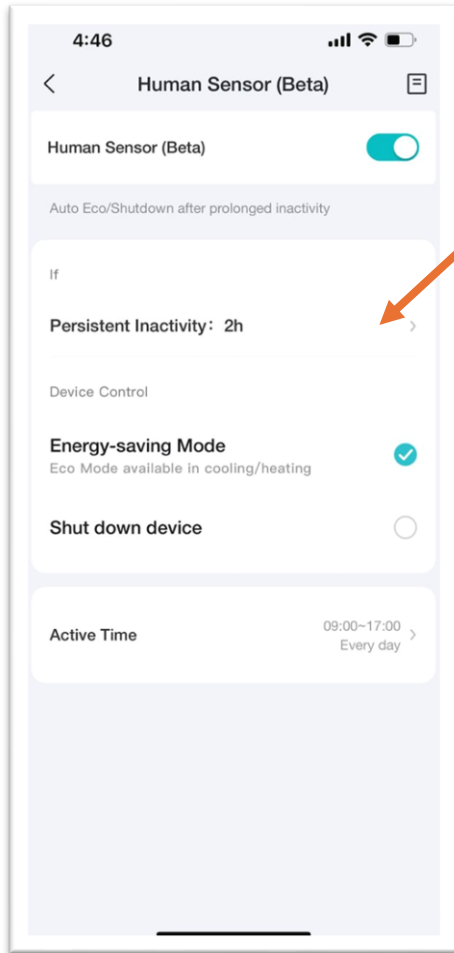 4:46
Human Sensor (Beta)
Human Sensor (Beta)
Auto Eco/Shutdown after prolonged inactivity
If
Persistent Inactivity: 2h
Device Control
Energy-saving Mode
Eco Mode available in cooling/heating
Shut down device
Active Time
09:00~17:00
Every day